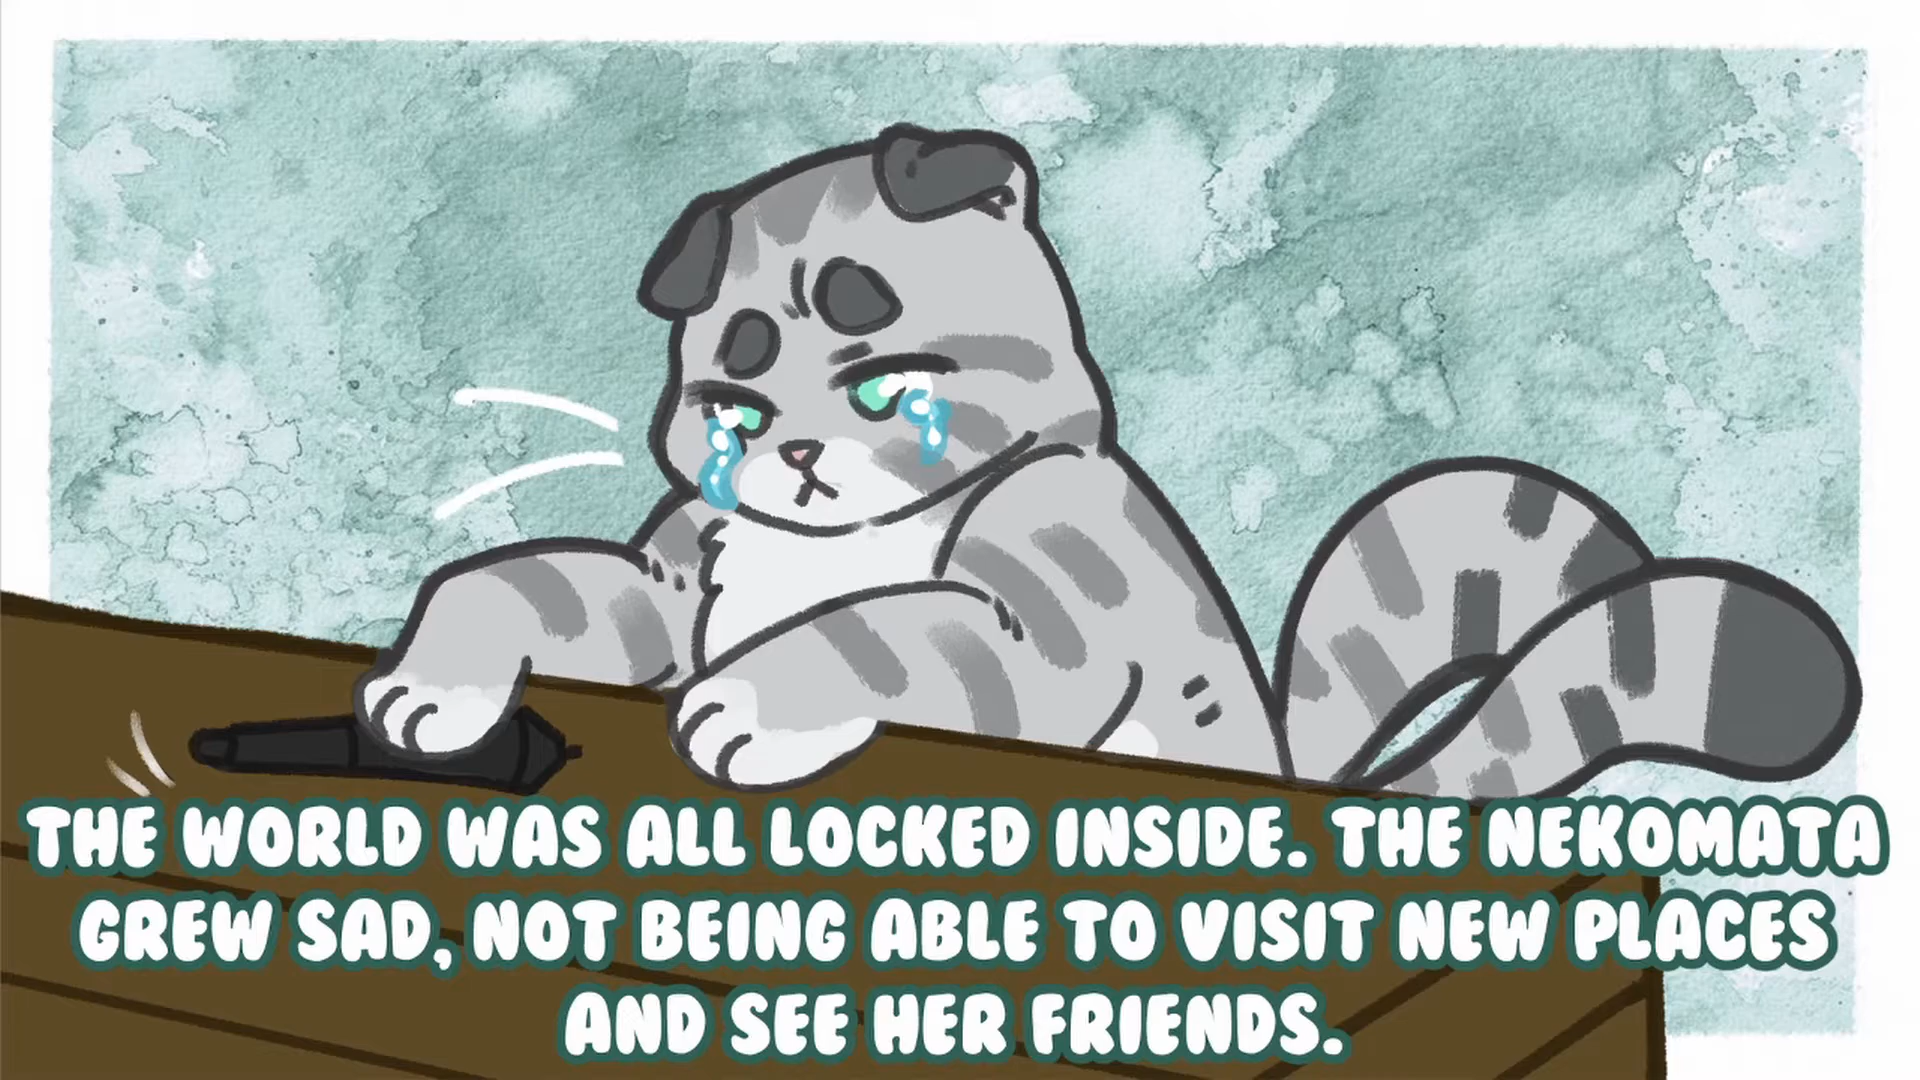 THE WORLD WAS ALL LOCKED INSIDE. THE NEKOMATA
GREW SAD, NOT BEING ABLE TO VISIT NEW PLACES
AND SEE HER FRIENDS.